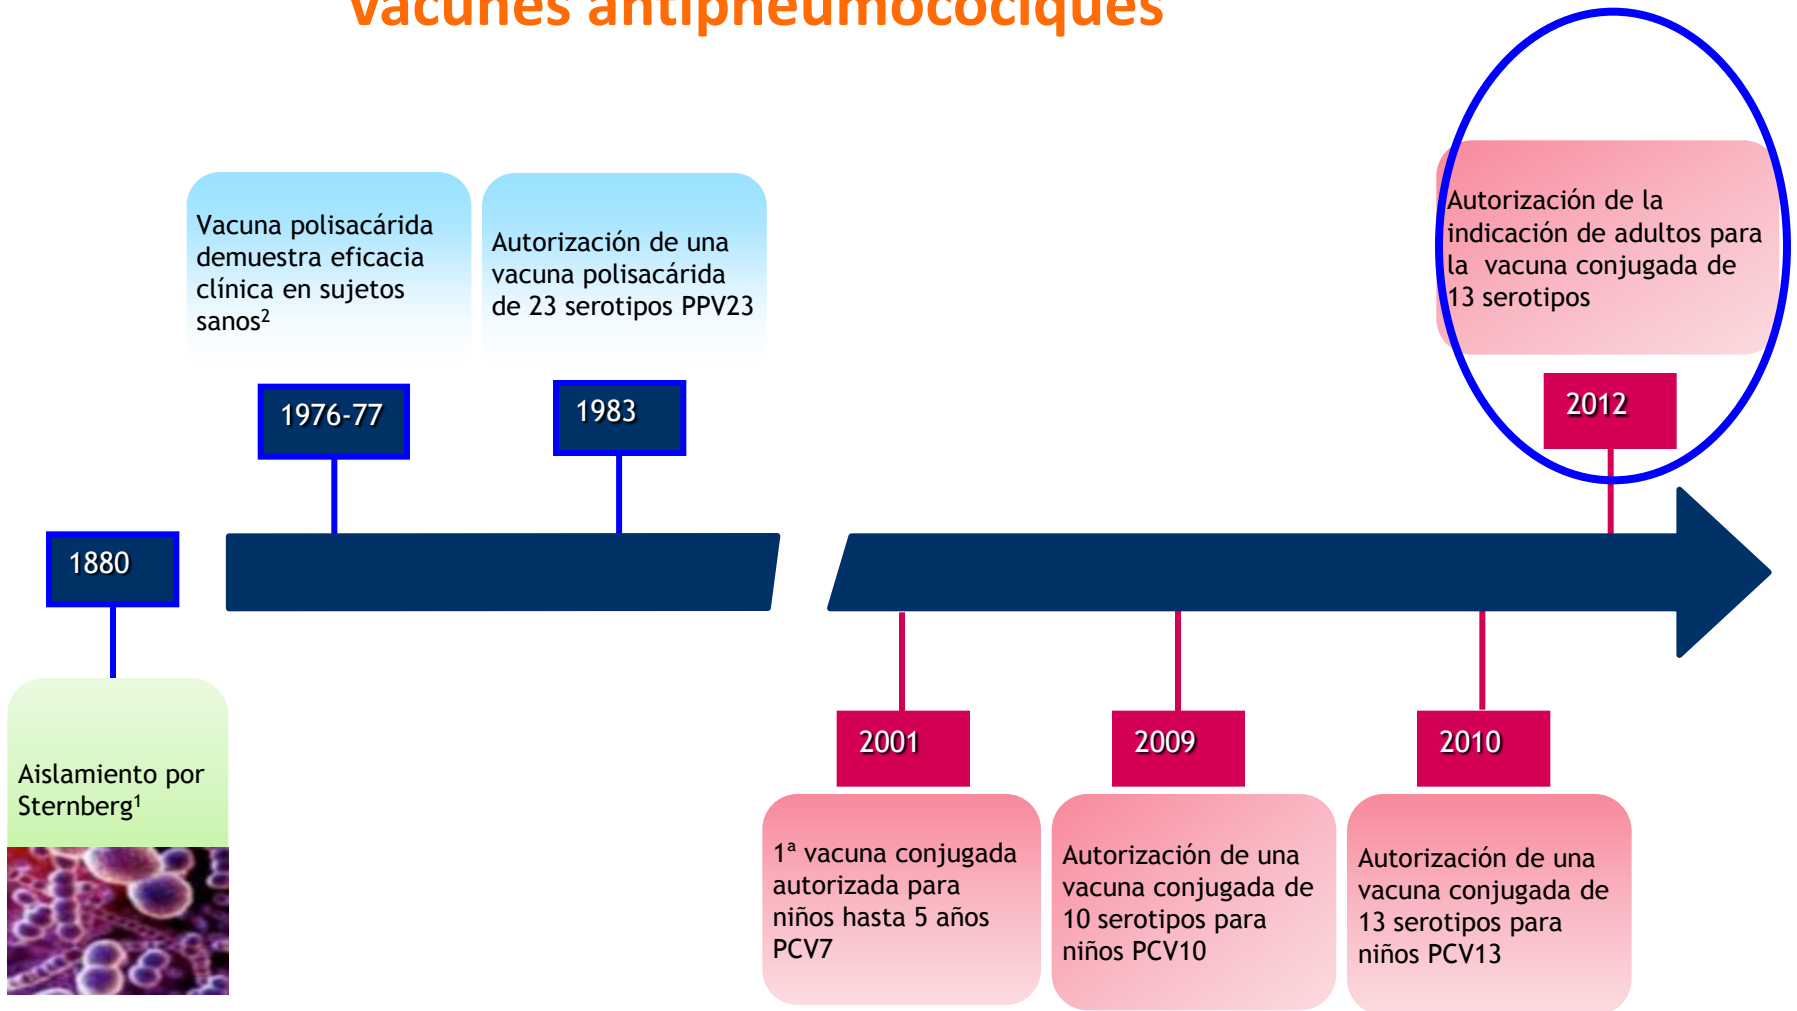 vacunes antipneumocòciques
Vacuna polisacárida
demuestra eficacia
clínica en sujetos
sanos²
Autorización de una
vacuna polisacárida
de 23 serotipos PPV23
Autorización de la
indicación de adultos para
la vacuna conjugada de
13 serotipos
1976-77
1983
2012
1880
Aislamiento por
Sternberg¹
2001
2009
2010
1ª vacuna conjugada
autorizada para
niños hasta 5 años
PCV7
Autorización de una
vacuna conjugada de
10 serotipos para
niños PCV10
Autorización de una
vacuna conjugada de
13 serotipos para
niños PCV13